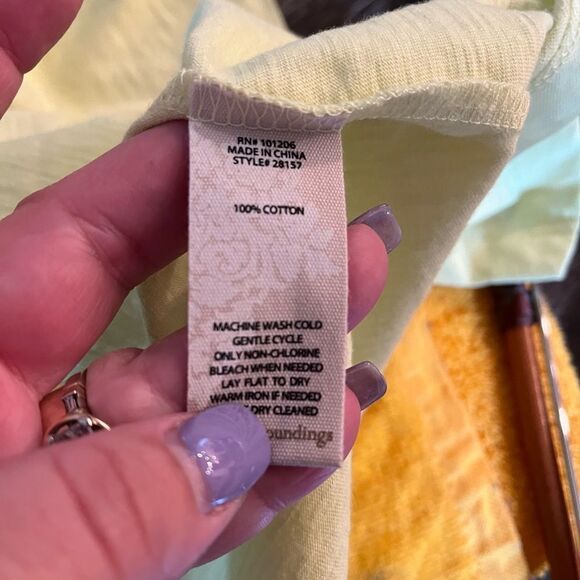 RN# 101206
MADE IN CHINA
STYLE# 28157
100% COTTON
MACHINE WASH COLD
GENTLE CYCLE
ONLY NON-CHLORINE
BLEACH WHEN NEEDED
LAY FLAT TO DRY
WARM IRON IF NEEDED
DRY CLEANED
oundings